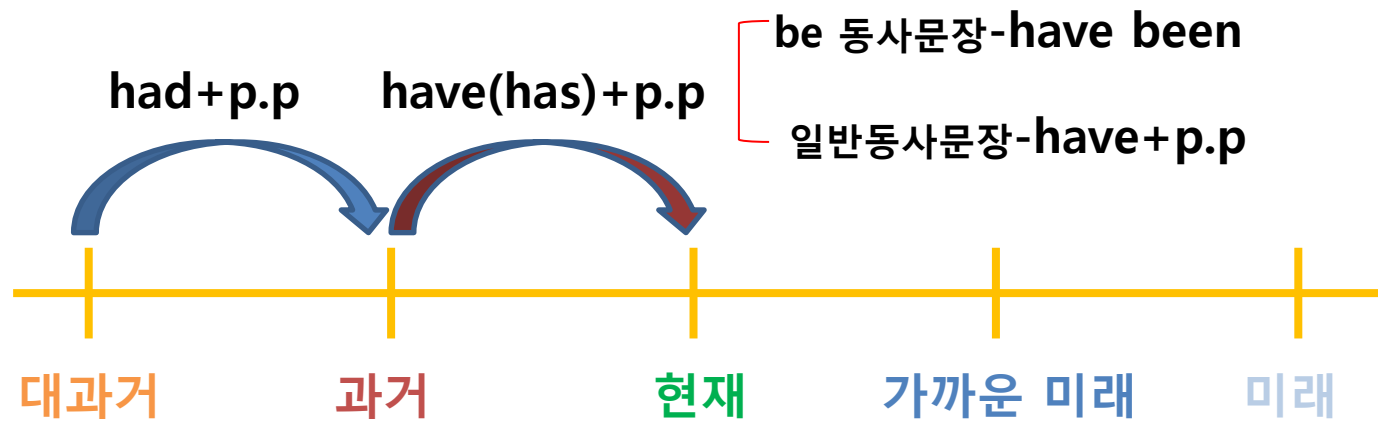 be 동사문장-have been
had+p.p have(has)+p.p
일반동사문장-have+p.p
대과거 과거 현재 가까운 미래 미래